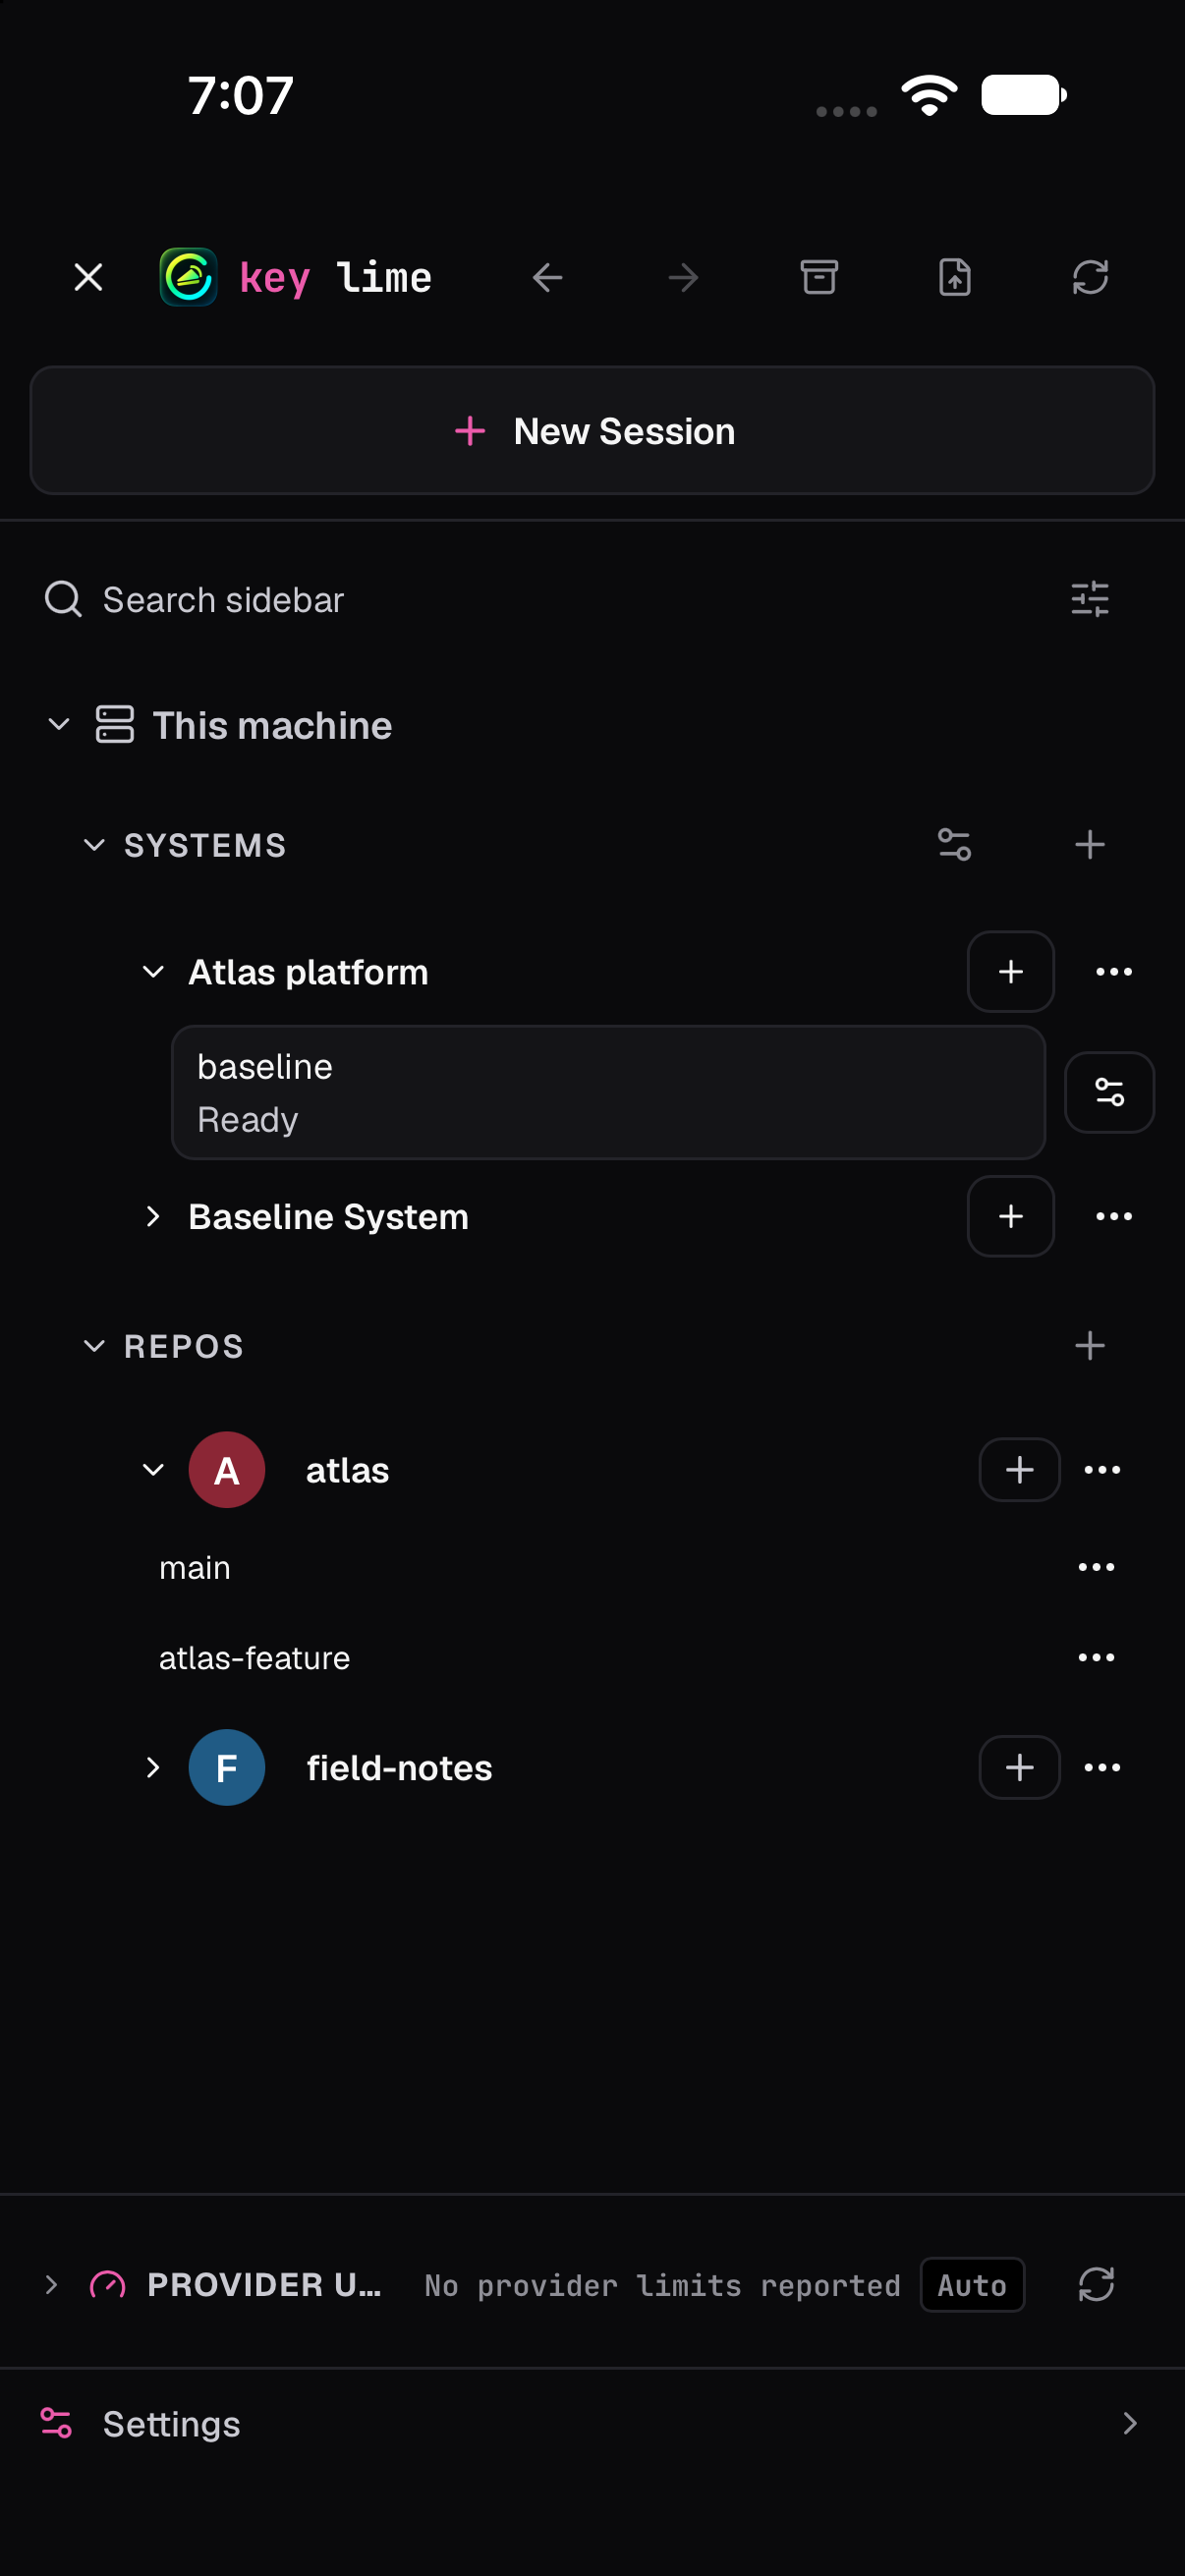 7:07
key lime
New Session
Search sidebar
This machine
SYSTEMS
Atlas platform
baseline
Ready
Baseline System
REPOS
A atlas
main
atlas-feature
F field-notes
PROVIDER U... No provider limits reported Auto
Settings